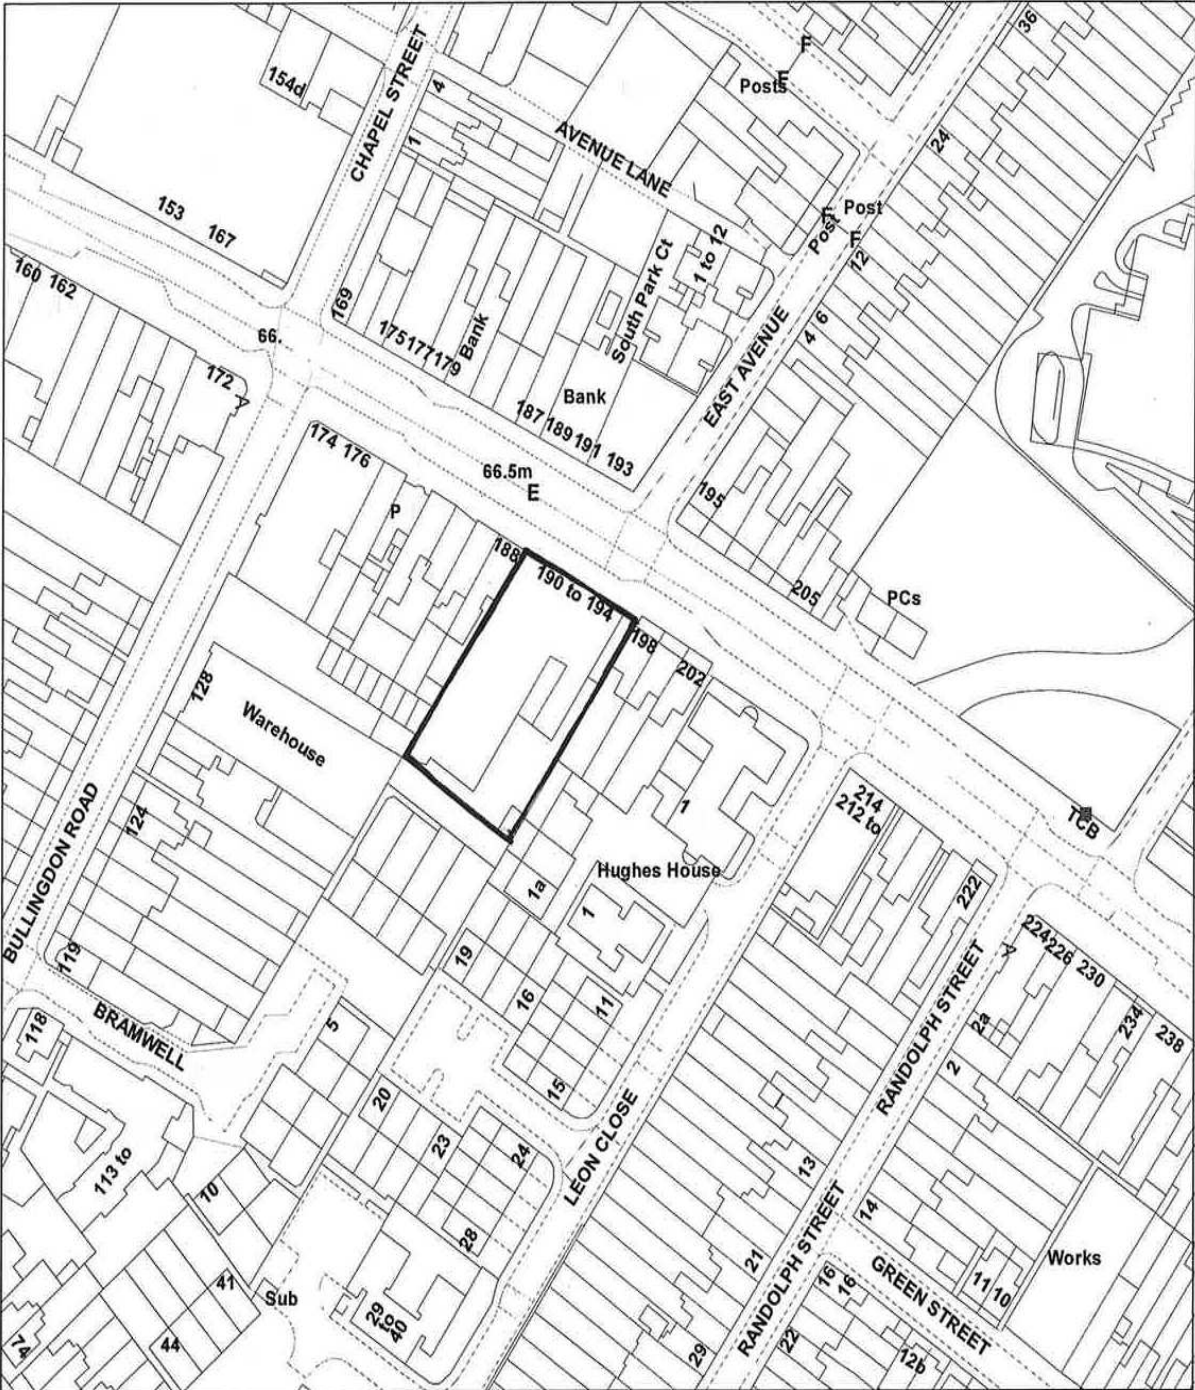 36
F
Posts
F
154d
CHAPEL STREET
4
1
AVENUE LANE
24
153
167
Post
F
Post
F
12
160 162
169
66.
175 177 179
Bank
South Park Ct
1 to 12
4 6
EAST AVENUE
172
Bank
187 189 191 193
174 176
66.5m
E
195
P
188
190 to 194
205
PCs
198
202
128
Warehouse
1
214
212 to
TCB
124
BULLINGDON ROAD
Hughes House
1a
1
222
119
19
16
11
224 226 230
234
238
RANDOLPH STREET
2a
2
118
BRAMWELL
5
15
20
23
24
LEON CLOSE
113 to
10
13
14
28
RANDOLPH STREET
21
Works
41
Sub
29
to
40
16
16
GREEN STREET
11 10
74
44
29
22
12b